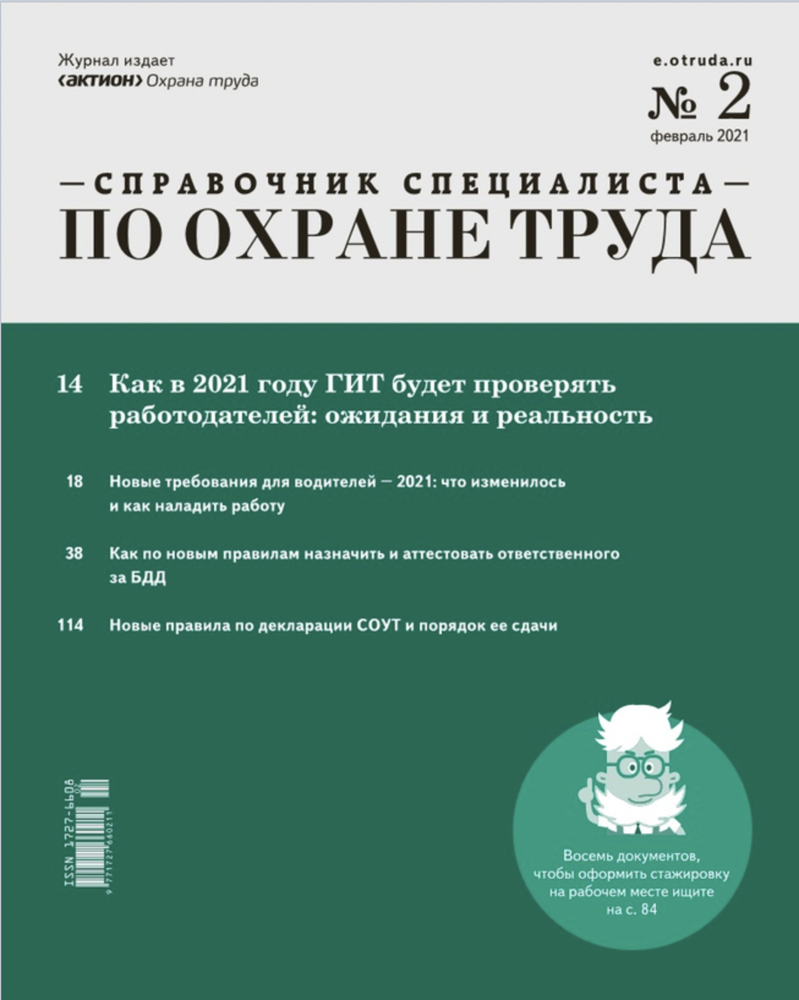 Журнал издает
‹актион› Охрана труда
e.otruda.ru
№ 2
февраль 2021
— СПРАВОЧНИК СПЕЦИАЛИСТА —
ПО ОХРАНЕ ТРУДА
14 Как в 2021 году ГИТ будет проверять
работодателей: ожидания и реальность
18 Новые требования для водителей — 2021: что изменилось
и как наладить работу
38 Как по новым правилам назначить и аттестовать ответственного
за БДД
114 Новые правила по декларации СОУТ и порядок ее сдачи
ISSN 1727-6608
02
9 771727 660211
Восемь документов,
чтобы оформить стажировку
на рабочем месте ищите
на с. 84